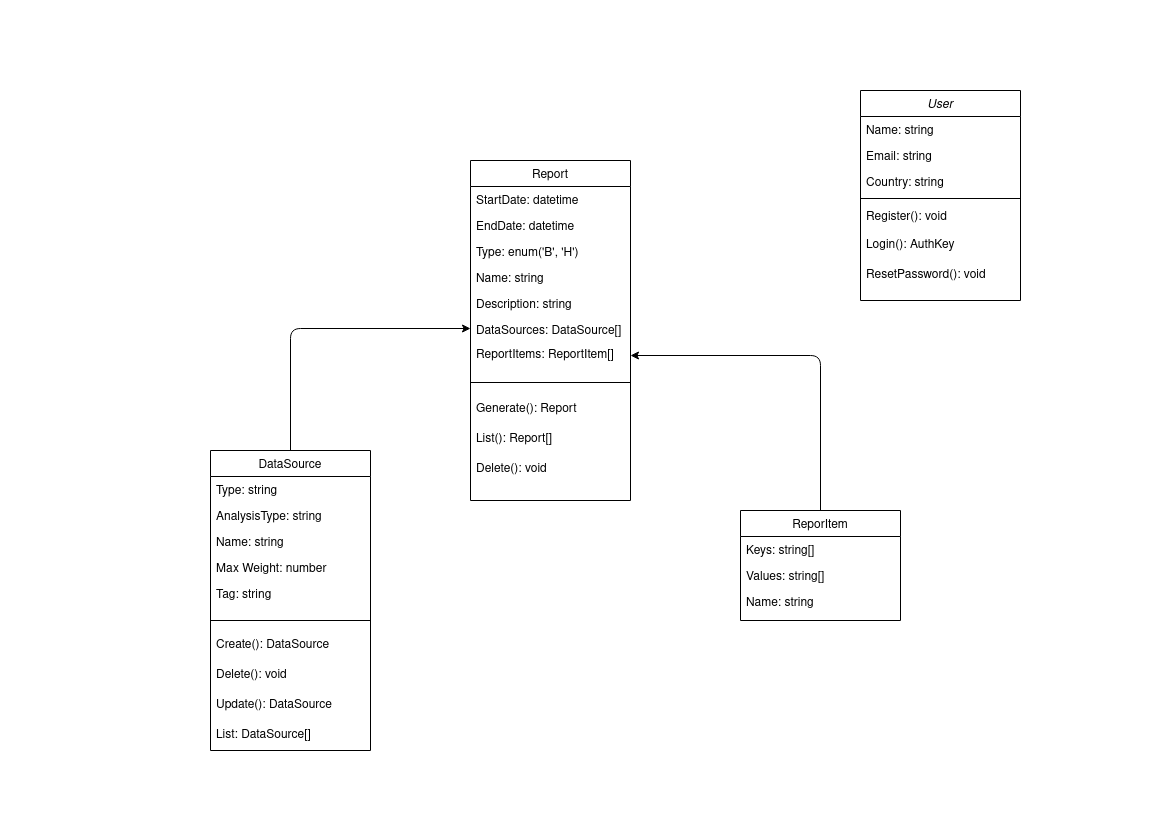 User
Name: string
Email: string
Country: string
Register(): void
Login(): AuthKey
ResetPassword(): void
Report
StartDate: datetime
EndDate: datetime
Type: enum('B', 'H')
Name: string
Description: string
DataSources: DataSource[]
ReportItems: ReportItem[]
Generate(): Report
List(): Report[]
Delete(): void
DataSource
Type: string
AnalysisType: string
Name: string
Max Weight: number
Tag: string
Create(): DataSource
Delete(): void
Update(): DataSource
List: DataSource[]
ReporItem
Keys: string[]
Values: string[]
Name: string